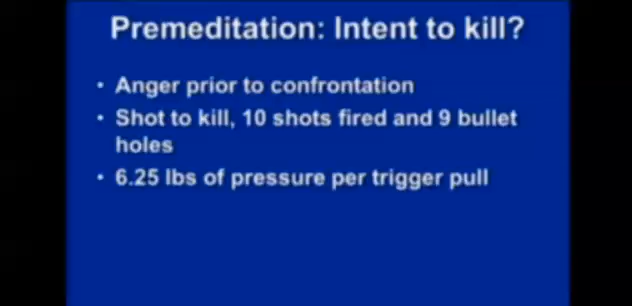 Premeditation: Intent to kill?
• Anger prior to confrontation
• Shot to kill, 10 shots fired and 9 bullet
holes
• 6.25 lbs of pressure per trigger pull